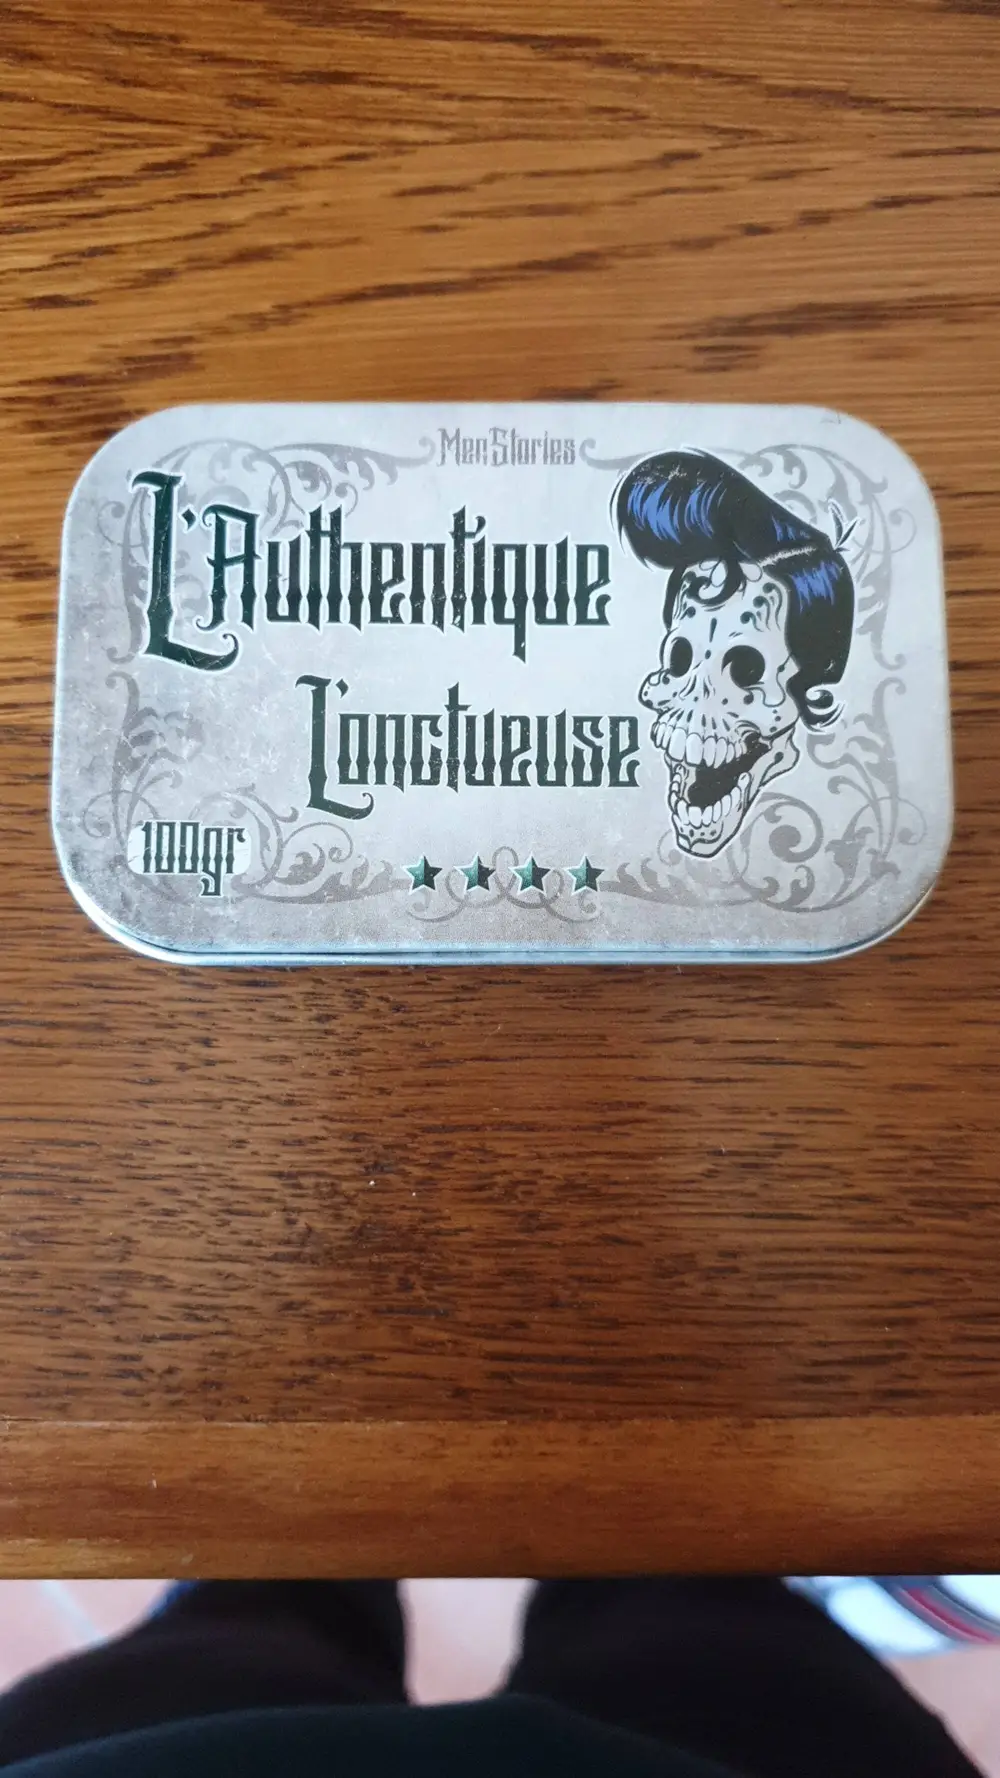 MenStories
L'Authentique
L'onctueuse
100gr